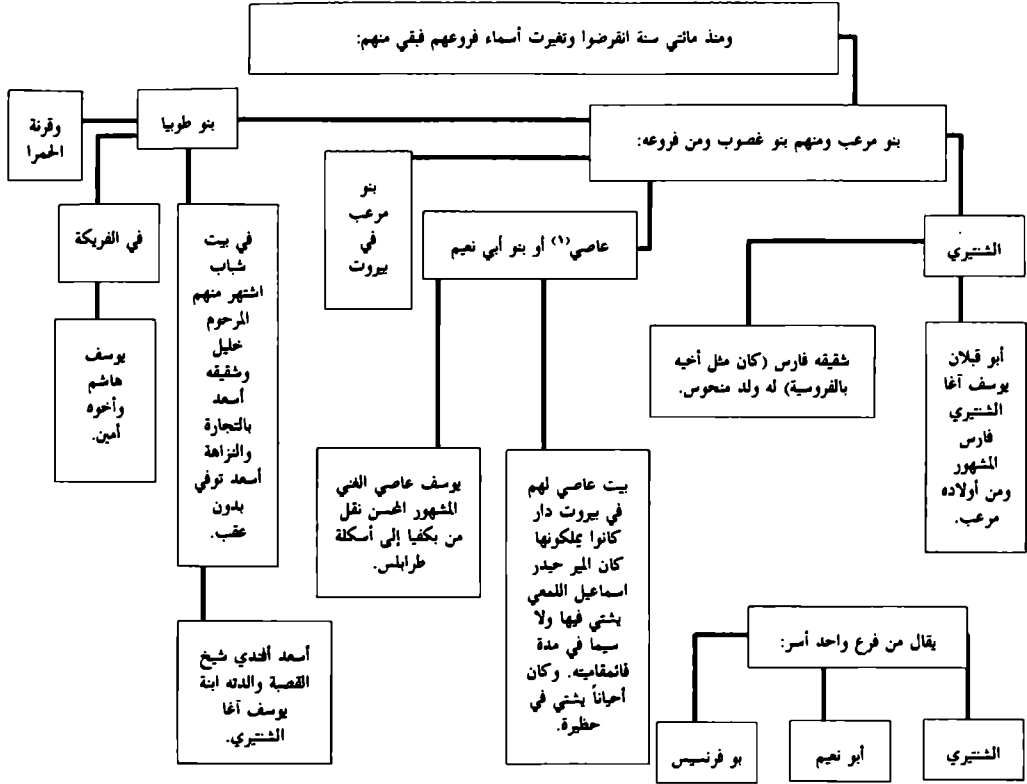 ومنذ مائتي سنة انقرضوا وتغيرت أسماء فروعهم فبقي منهم:
بنو مرعب ومنهم بنو غصوب ومن فروعه:
الشنتيري
أبو قبلان
يوسف آغا
الشنتيري
فارس
المشهور
ومن أولاده
مرعب.
شقيقه فارس (كان مثل أخيه
بالفروسية) له ولد منحوس.
عاصي(١) أو بنو أبي نعيم
بيت عاصي لهم
في بيروت دار
كانوا يملكونها
كان المير حيدر
اسماعيل اللمعي
يشتي فيها ولا
سيما في مدة
قائمقاميته. وكان
أحياناً يشتي في
حظيرة.
يوسف عاصي الغني
المشهور المحسن نقل
من بكفيا إلى أسكلة
طرابلس.
بنو
مرعب
في
بيروت
بنو طوبيا
في بيت
شباب
اشتهر منهم
المرحوم
خليل
وشقيقه
أسعد
بالتجارة
والنزاهة
أسعد توفي
بدون
عقب.
أسعد أفندي شيخ
القصبة والدته ابنة
يوسف آغا
الشنتيري.
في الفريكة
يوسف
هاشم
وأخوه
أمين.
وقرنة
الحمرا
يقال من فرع واحد أسر:
الشنتيري
أبو نعيم
بو فرنسيس